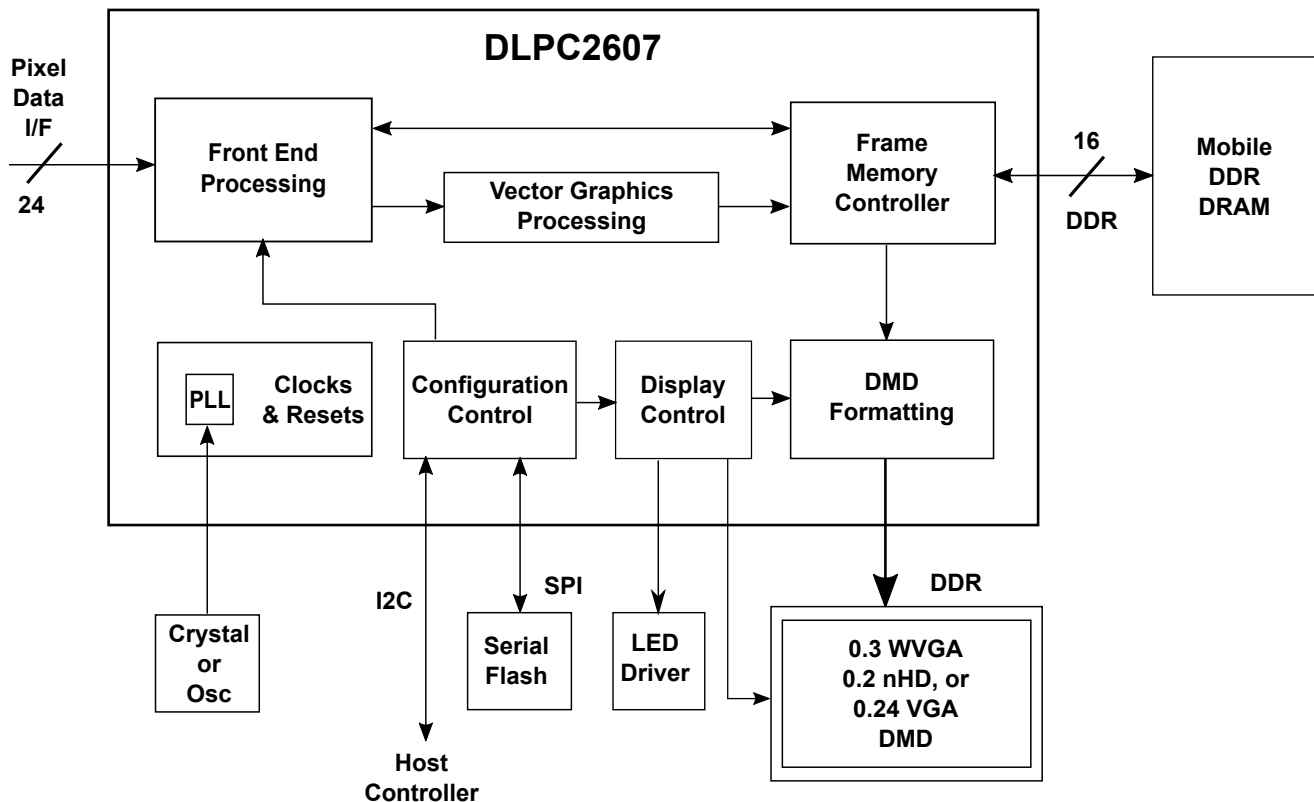 DLPC2607
Pixel
Data
I/F
24
Front End
Processing
Vector Graphics
Processing
Frame
Memory
Controller
16
DDR
Mobile
DDR
DRAM
PLL
Clocks
& Resets
Configuration
Control
Display
Control
DMD
Formatting
Crystal
or
Osc
I2C
Host
Controller
SPI
Serial
Flash
LED
Driver
DDR
0.3 WVGA
0.2 nHD, or
0.24 VGA
DMD